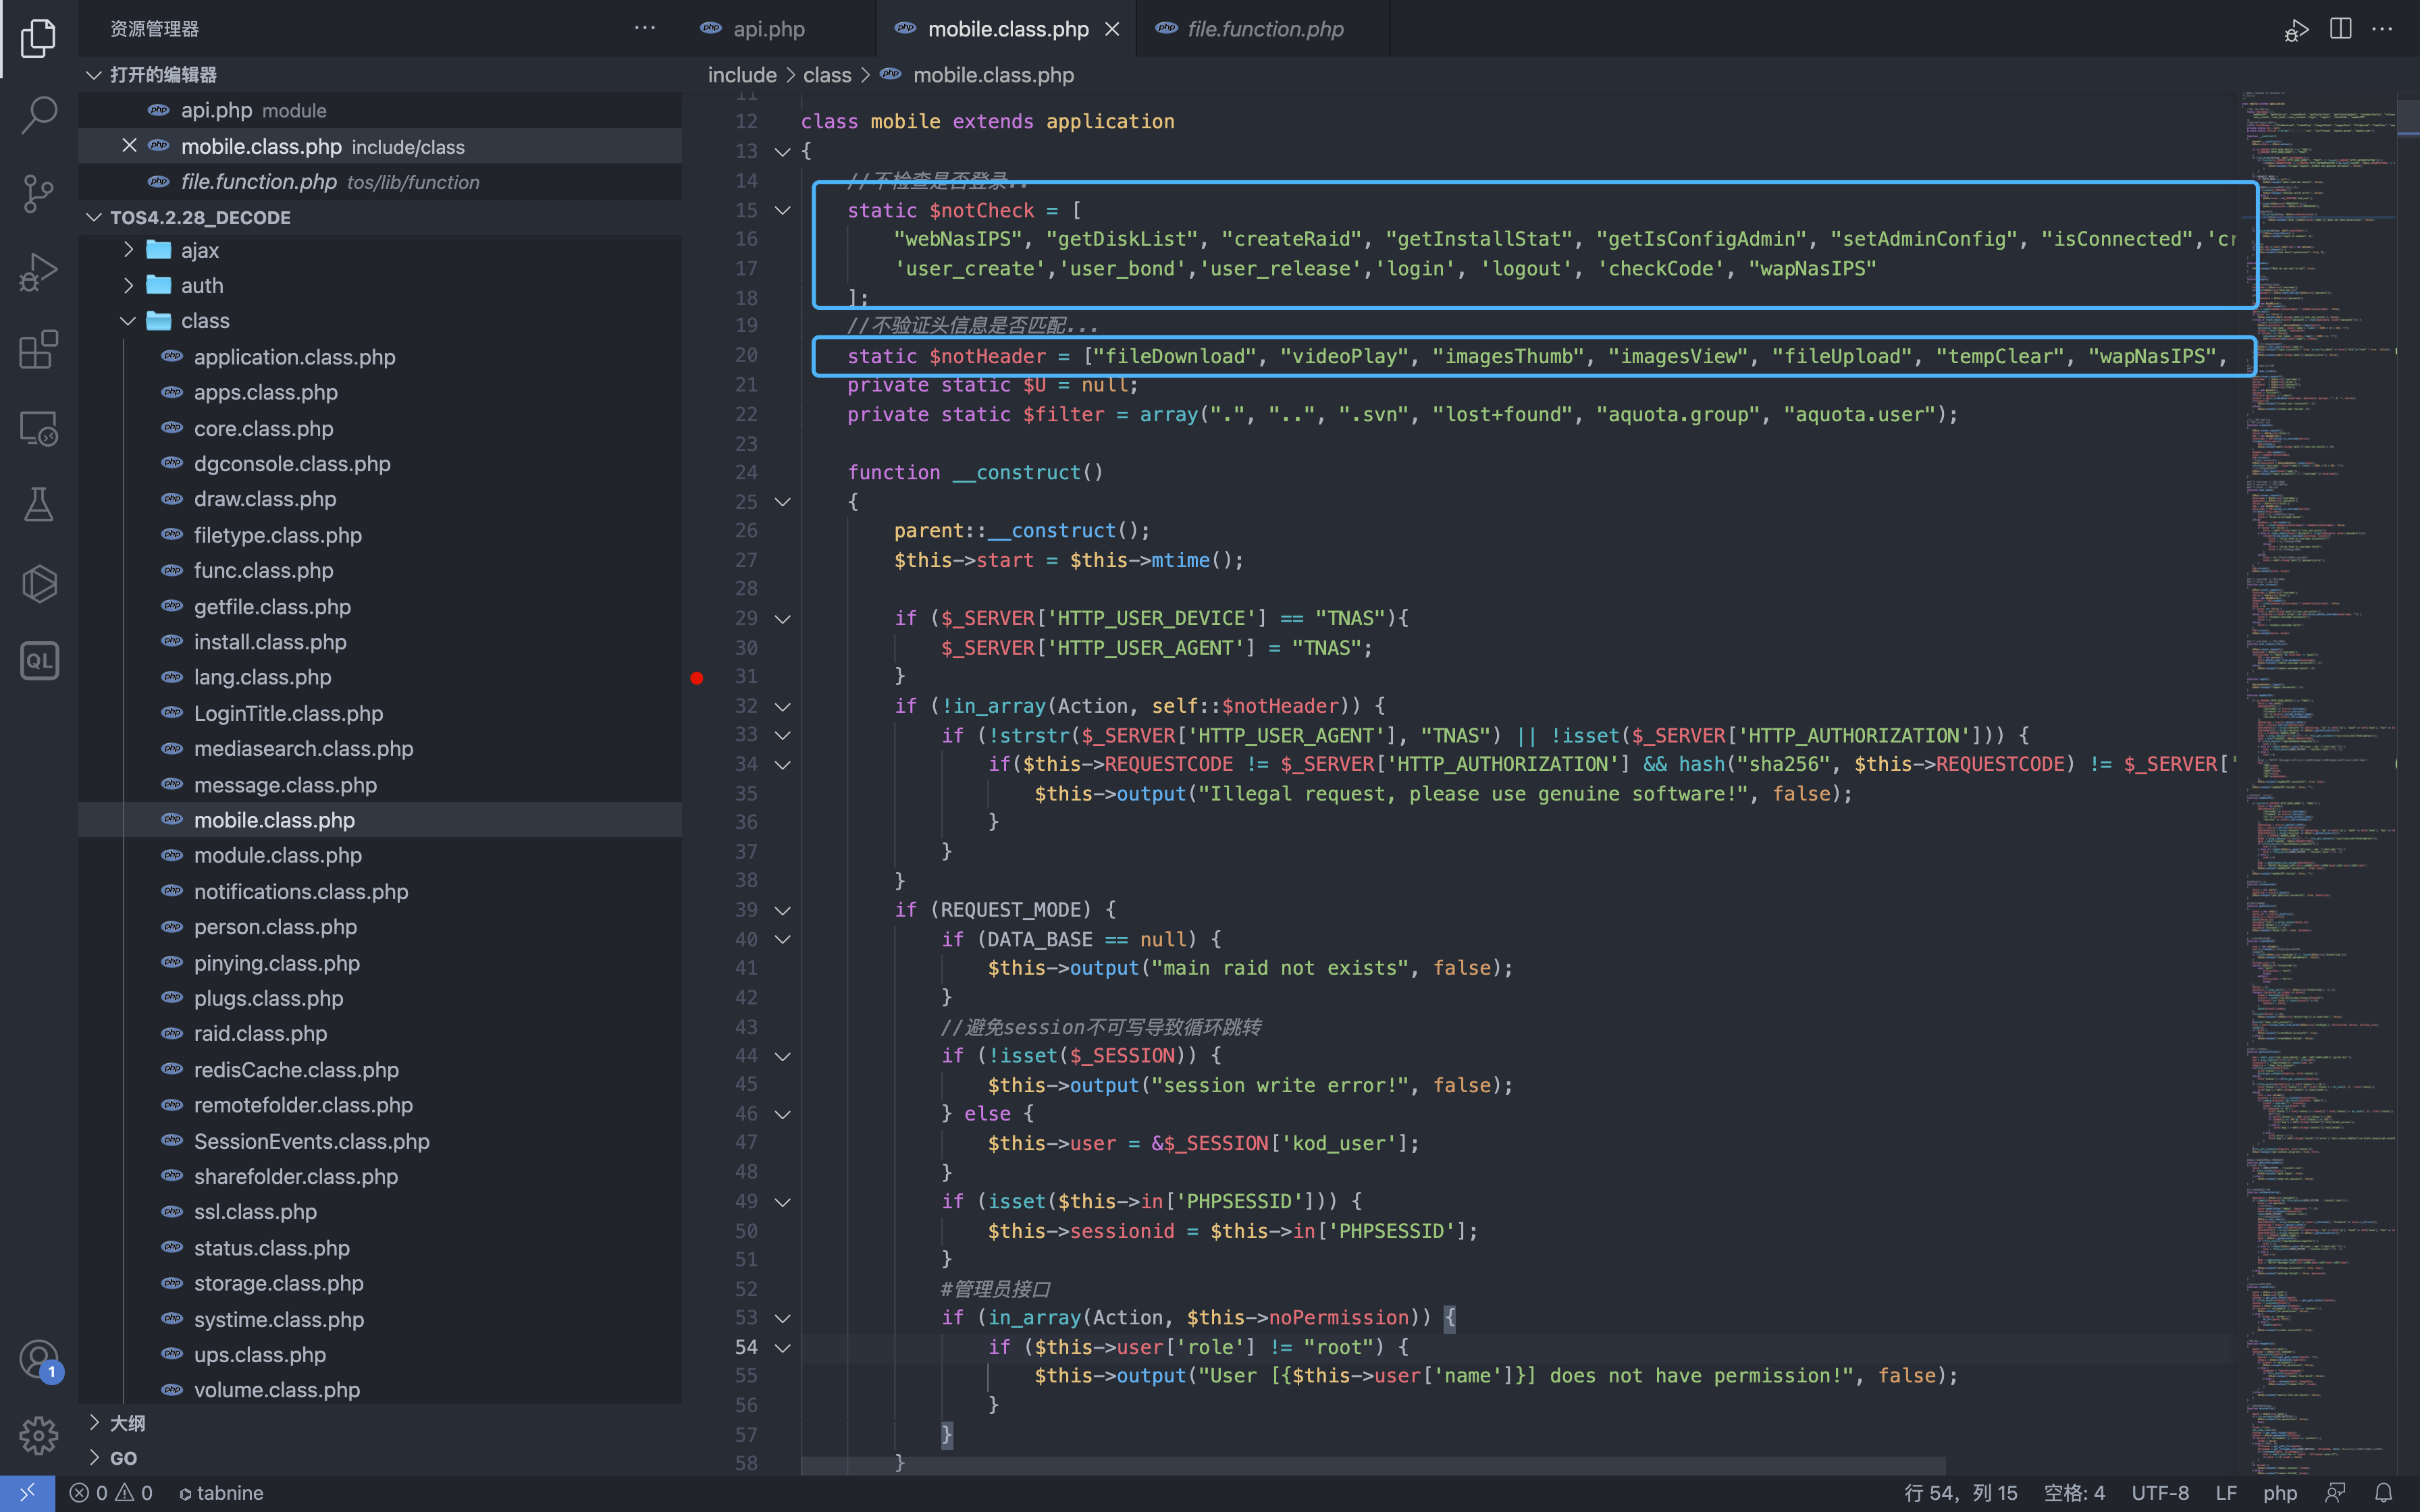 资源管理器
打开的编辑器
api.php module
mobile.class.php include/class
file.function.php tos/lib/function
TOS4.2.28_DECODE
ajax
auth
class
application.class.php
apps.class.php
core.class.php
dgconsole.class.php
draw.class.php
filetype.class.php
func.class.php
getfile.class.php
install.class.php
lang.class.php
LoginTitle.class.php
mediasearch.class.php
message.class.php
mobile.class.php
module.class.php
notifications.class.php
person.class.php
pinying.class.php
plugs.class.php
raid.class.php
redisCache.class.php
remotefolder.class.php
SessionEvents.class.php
sharefolder.class.php
ssl.class.php
status.class.php
storage.class.php
systime.class.php
ups.class.php
volume.class.php
大纲
GO
api.php mobile.class.php file.function.php
include > class > mobile.class.php
11
12 class mobile extends application
13 {
14 //不检查是否登录..
15 static $notCheck = [
16 "webNasIPS", "getDiskList", "createRaid", "getInstallStat", "getIsConfigAdmin", "setAdminConfig", "isConnected",'cr
17 'user_create','user_bond','user_release','login', 'logout', 'checkCode', "wapNasIPS"
18 ];
19 //不验证头信息是否匹配...
20 static $notHeader = ["fileDownload", "videoPlay", "imagesThumb", "imagesView", "fileUpload", "tempClear", "wapNasIPS",
21 private static $U = null;
22 private static $filter = array(".", "..", ".svn", "lost+found", "aquota.group", "aquota.user");
23
24 function __construct()
25 {
26 parent::__construct();
27 $this->start = $this->mtime();
28
29 if ($_SERVER['HTTP_USER_DEVICE'] == "TNAS"){
30 $_SERVER['HTTP_USER_AGENT'] = "TNAS";
31 }
32 if (!in_array(Action, self::$notHeader)) {
33 if (!strstr($_SERVER['HTTP_USER_AGENT'], "TNAS") || !isset($_SERVER['HTTP_AUTHORIZATION'])) {
34 if($this->REQUESTCODE != $_SERVER['HTTP_AUTHORIZATION'] && hash("sha256", $this->REQUESTCODE) != $_SERVER['
35 $this->output("Illegal request, please use genuine software!", false);
36 }
37 }
38 }
39 if (REQUEST_MODE) {
40 if (DATA_BASE == null) {
41 $this->output("main raid not exists", false);
42 }
43 //避免session不可写导致循环跳转
44 if (!isset($_SESSION)) {
45 $this->output("session write error!", false);
46 } else {
47 $this->user = &$_SESSION['kod_user'];
48 }
49 if (isset($this->in['PHPSESSID'])) {
50 $this->sessionid = $this->in['PHPSESSID'];
51 }
52 #管理员接口
53 if (in_array(Action, $this->noPermission)) {
54 if ($this->user['role'] != "root") {
55 $this->output("User [{$this->user['name']}] does not have permission!", false);
56 }
57 }
58 }
QL
1
0 0 tabnine
行 54，列 15 空格: 4 UTF-8 LF php